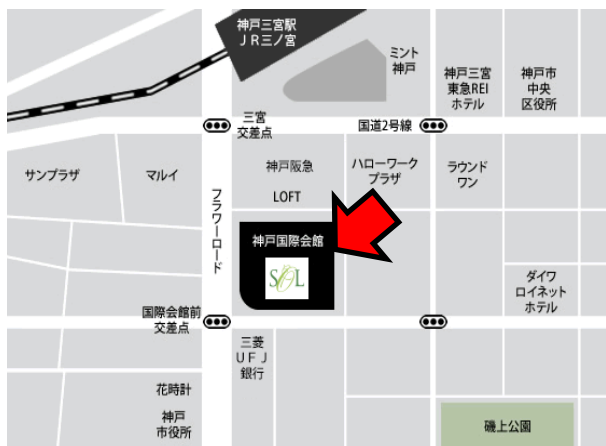 神戸三宮駅
ＪＲ三ノ宮
ミント
神戸
神戸三宮
東急REI
ホテル
神戸市
中央
区役所
三宮
交差点
国道2号線
サンプラザ
マルイ
フラワーロード
神戸阪急
LOFT
ハローワーク
プラザ
ラウンド
ワン
神戸国際会館
SOL
ダイワ
ロイネット
ホテル
国際会館前
交差点
三菱
ＵＦＪ
銀行
花時計
神戸
市役所
磯上公園